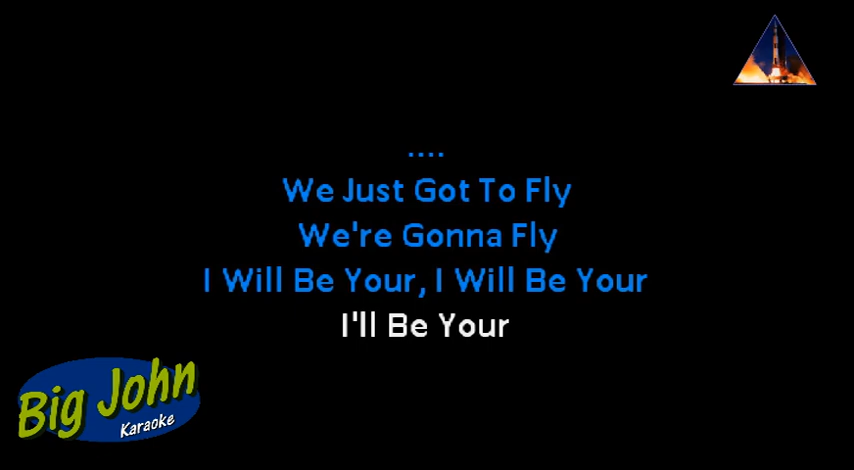 ....
We Just Got To Fly
We're Gonna Fly
I Will Be Your, I Will Be Your
I'll Be Your
Big John
Karaoke